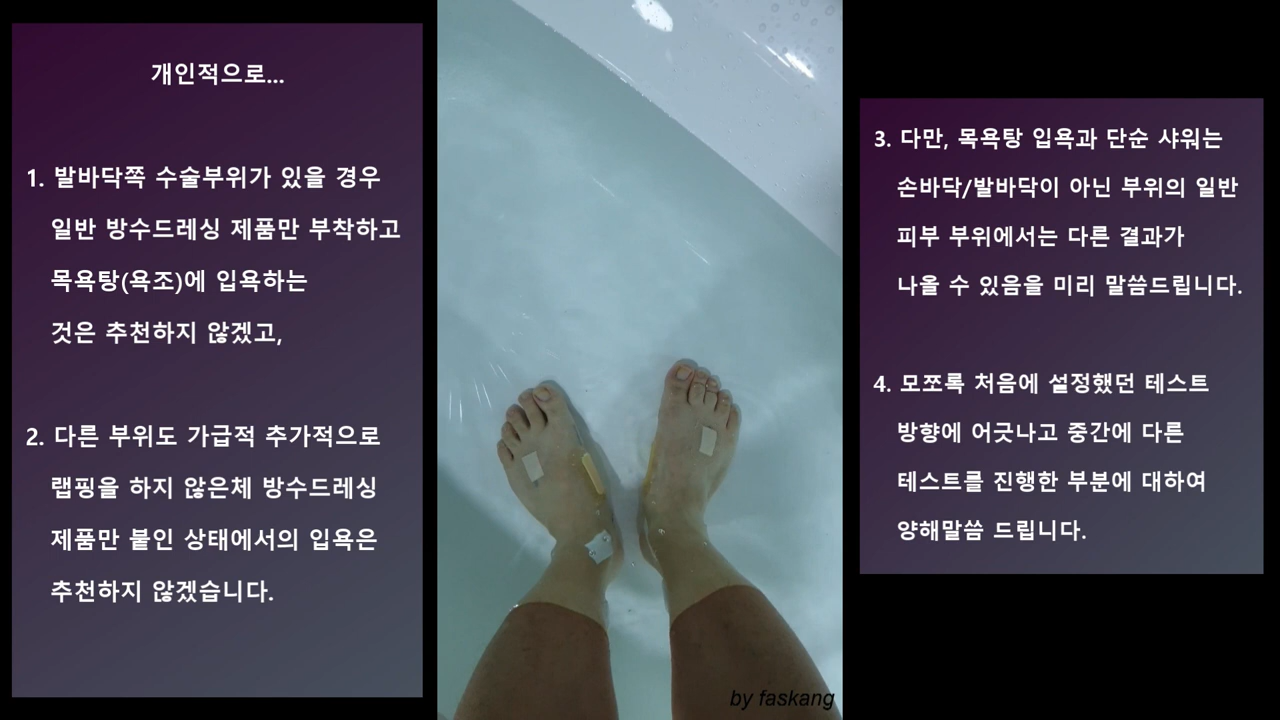 개인적으로...
1. 발바닥쪽 수술부위가 있을 경우
일반 방수드레싱 제품만 부착하고
목욕탕(욕조)에 입욕하는
것은 추천하지 않겠고,
2. 다른 부위도 가급적 추가적으로
랩핑을 하지 않은체 방수드레싱
제품만 붙인 상태에서의 입욕은
추천하지 않겠습니다.
3. 다만, 목욕탕 입욕과 단순 샤워는
손바닥/발바닥이 아닌 부위의 일반
피부 부위에서는 다른 결과가
나올 수 있음을 미리 말씀드립니다.
4. 모쪼록 처음에 설정했던 테스트
방향에 어긋나고 중간에 다른
테스트를 진행한 부분에 대하여
양해말씀 드립니다.
by faskang